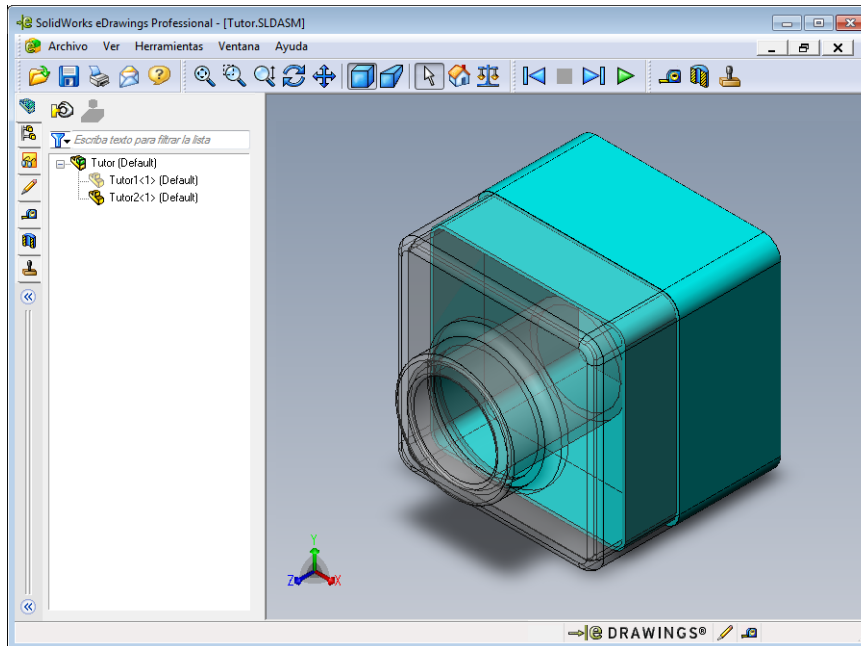 SolidWorks eDrawings Professional - [Tutor.SLDASM]
Archivo Ver Herramientas Ventana Ayuda
Escriba texto para filtrar la lista
Tutor (Default)
Tutor1<1> (Default)
Tutor2<1> (Default)
Y
Z X
e DRAWINGS®